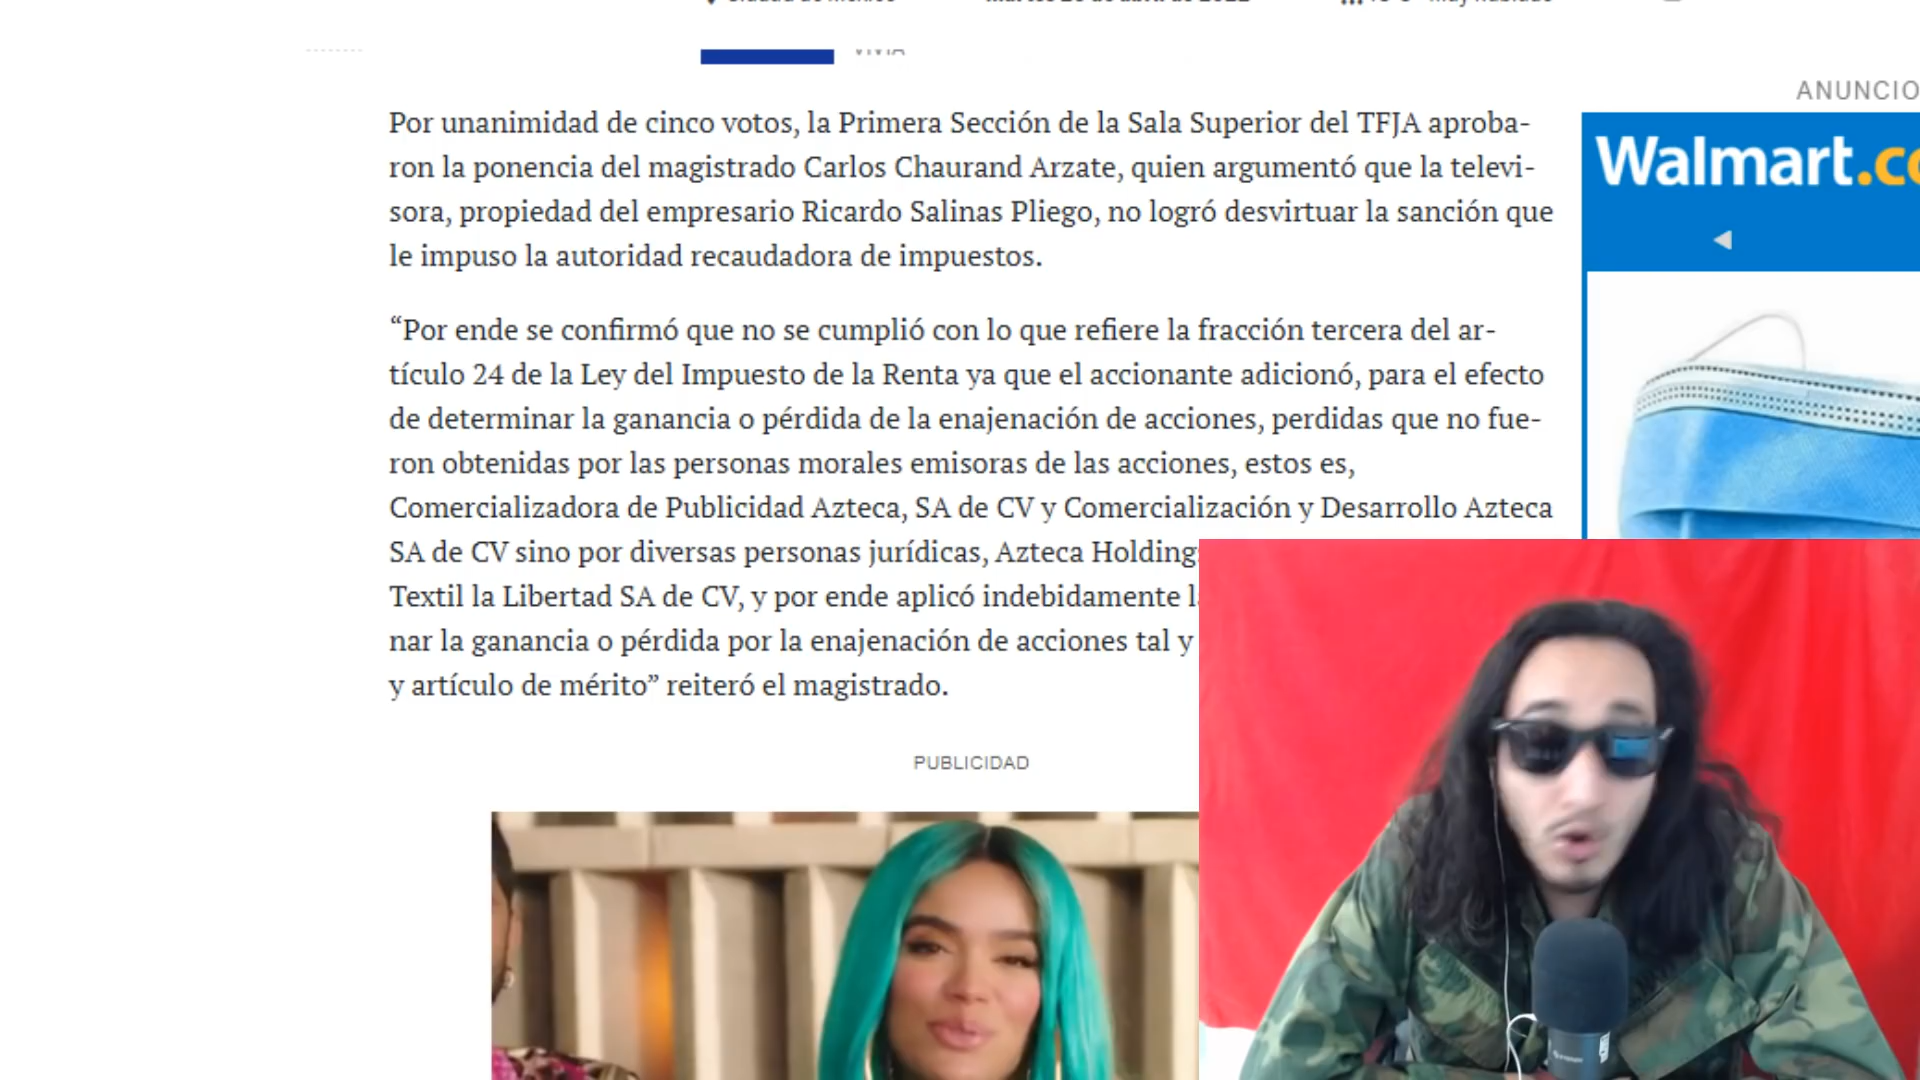 ANUNCIO
Por unanimidad de cinco votos, la Primera Sección de la Sala Superior del TFJA aproba-
ron la ponencia del magistrado Carlos Chaurand Arzate, quien argumentó que la televi-
sora, propiedad del empresario Ricardo Salinas Pliego, no logró desvirtuar la sanción que
le impuso la autoridad recaudadora de impuestos.
“Por ende se confirmó que no se cumplió con lo que refiere la fracción tercera del ar-
tículo 24 de la Ley del Impuesto de la Renta ya que el accionante adicionó, para el efecto
de determinar la ganancia o pérdida de la enajenación de acciones, perdidas que no fue-
ron obtenidas por las personas morales emisoras de las acciones, estos es,
Comercializadora de Publicidad Azteca, SA de CV y Comercialización y Desarrollo Azteca
SA de CV sino por diversas personas jurídicas, Azteca Holding
Textil la Libertad SA de CV, y por ende aplicó indebidamente
nar la ganancia o pérdida por la enajenación de acciones tal y
y artículo de mérito” reiteró el magistrado.
PUBLICIDAD
Walmart.co